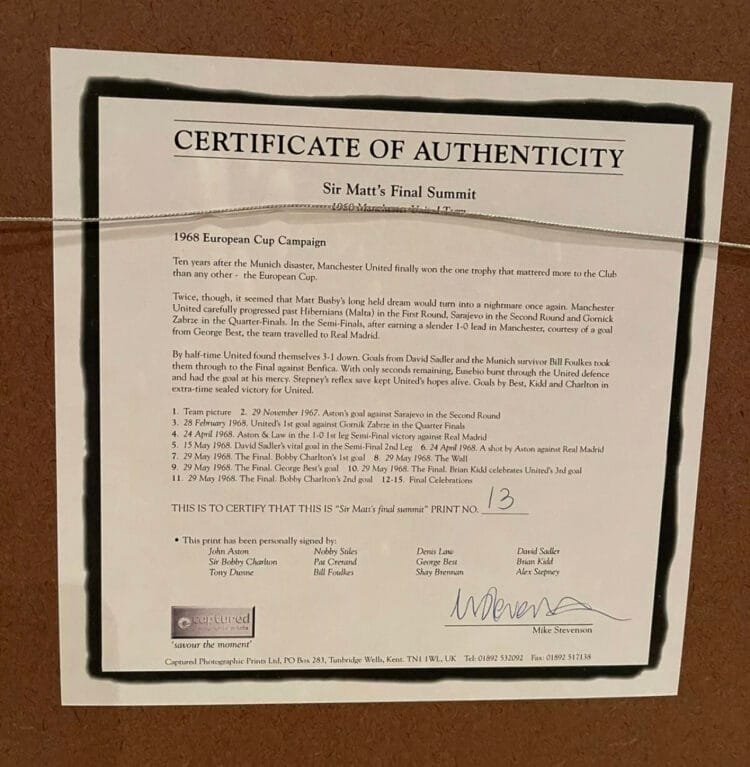 CERTIFICATE OF AUTHENTICITY
Sir Matt's Final Summit
1968 Manchester United Team
1968 European Cup Campaign
Ten years after the Munich disaster, Manchester United finally won the one trophy that mattered more to the Club
than any other - the European Cup.
Twice, though, it seemed that Matt Busby's long held dream would turn into a nightmare once again. Manchester
United carefully progressed past Hibernians (Malta) in the First Round, Sarajevo in the Second Round and Gornick
Zabrze in the Quarter-Finals. In the Semi-Finals, after earning a slender 1-0 lead in Manchester, courtesy of a goal
from George Best, the team travelled to Real Madrid.
By half-time United found themselves 3-1 down. Goals from David Sadler and the Munich survivor Bill Foulkes took
them through to the Final against Benfica. With only seconds remaining, Eusebio burst through the United defence
and had the goal at his mercy. Stepney's reflex save kept United's hopes alive. Goals by Best, Kidd and Charlton in
extra-time sealed victory for United.
1. Team picture 2. 29 November 1967. Aston's goal against Sarajevo in the Second Round
3. 28 February 1968. United's 1st goal against Gornik Zabrze in the Quarter Finals
4. 24 April 1968. Aston & Law in the 1-0 1st leg Semi-Final victory against Real Madrid
5. 15 May 1968. David Sadler's vital goal in the Semi-Final 2nd Leg 6. 24 April 1968. A shot by Aston against Real Madrid
7. 29 May 1968. The Final. Bobby Charlton's 1st goal 8. 29 May 1968. The Wall
9. 29 May 1968. The Final. George Best's goal 10. 29 May 1968. The Final. Brian Kidd celebrates United's 3rd goal
11. 29 May 1968. The Final. Bobby Charlton's 2nd goal 12-15. Final Celebrations
THIS IS TO CERTIFY THAT THIS IS "Sir Matt's final summit" PRINT NO. 13
• This print has been personally signed by:
John Aston Nobby Stiles Denis Law David Sadler
Sir Bobby Charlton Pat Crerand George Best Brian Kidd
Tony Dunne Bill Foulkes Shay Brennan Alex Stepney
captured
Mike Stevenson
'savour the moment'
Captured Photographic Prints Ltd, PO Box 283, Tunbridge Wells, Kent. TN1 1WL, UK Tel: 01892 532092 Fax: 01892 517138